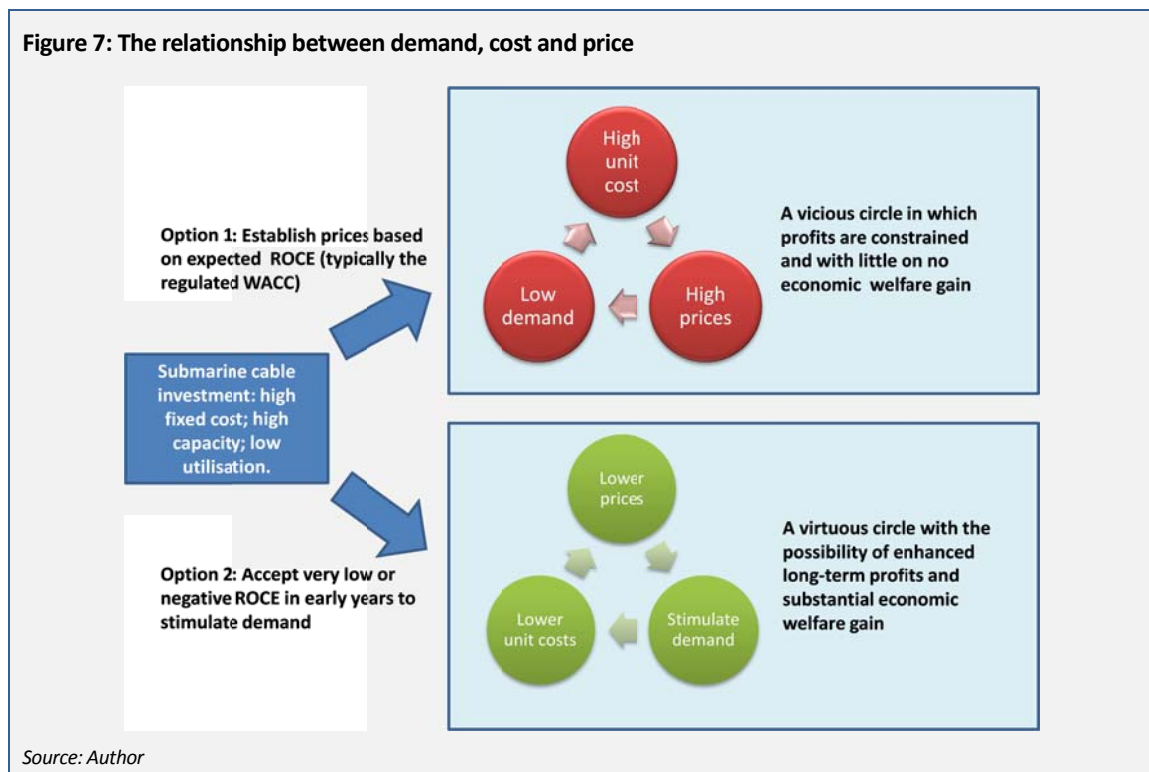 Figure 7: The relationship between demand, cost and price
Option 1: Establish prices based
on expected ROCE (typically the
regulated WACC)
High
unit
cost
Low
demand
High
prices
A vicious circle in which
profits are constrained
and with little on no
economic welfare gain
Submarine cable
investment: high
fixed cost; high
capacity; low
utilisation.
Option 2: Accept very low or
negative ROCE in early years to
stimulate demand
Lower
prices
Lower
unit costs
Stimulate
demand
A virtuous circle with the
possibility of enhanced
long-term profits and
substantial economic
welfare gain
Source: Author